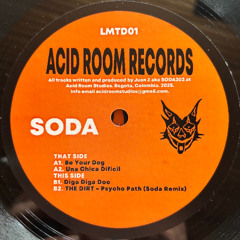 LMTD01
ACID ROOM RECORDS
All tracks written and produced by Juan Z aka SODA202 at
Acid Room Studios, Bogota, Colombia. 2025.
info email acidroomstudios@gmail.com,
SODA
THAT SIDE
A1. Be Your Dog
A2. Una Chica Dificil
THIS SIDE
B1. Diga Diga Doo
B2. THE DIRT - Psycho Path (Soda Remix)